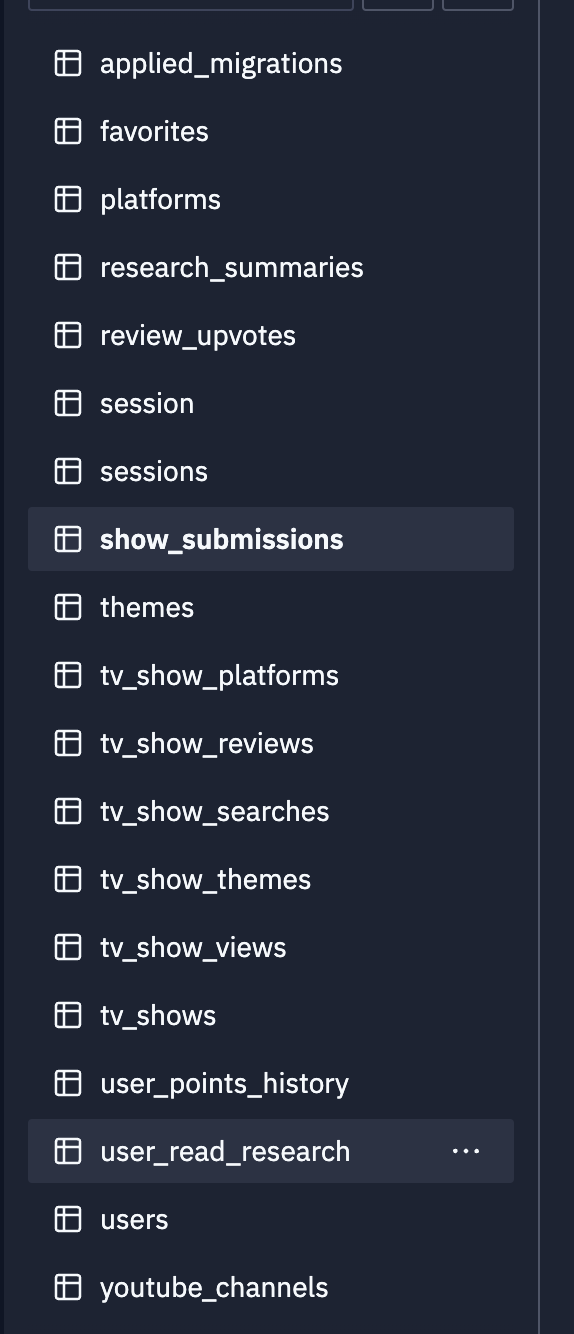 applied_migrations
favorites
platforms
research_summaries
review_upvotes
session
sessions
show_submissions
themes
tv_show_platforms
tv_show_reviews
tv_show_searches
tv_show_themes
tv_show_views
tv_shows
user_points_history
user_read_research
users
youtube_channels